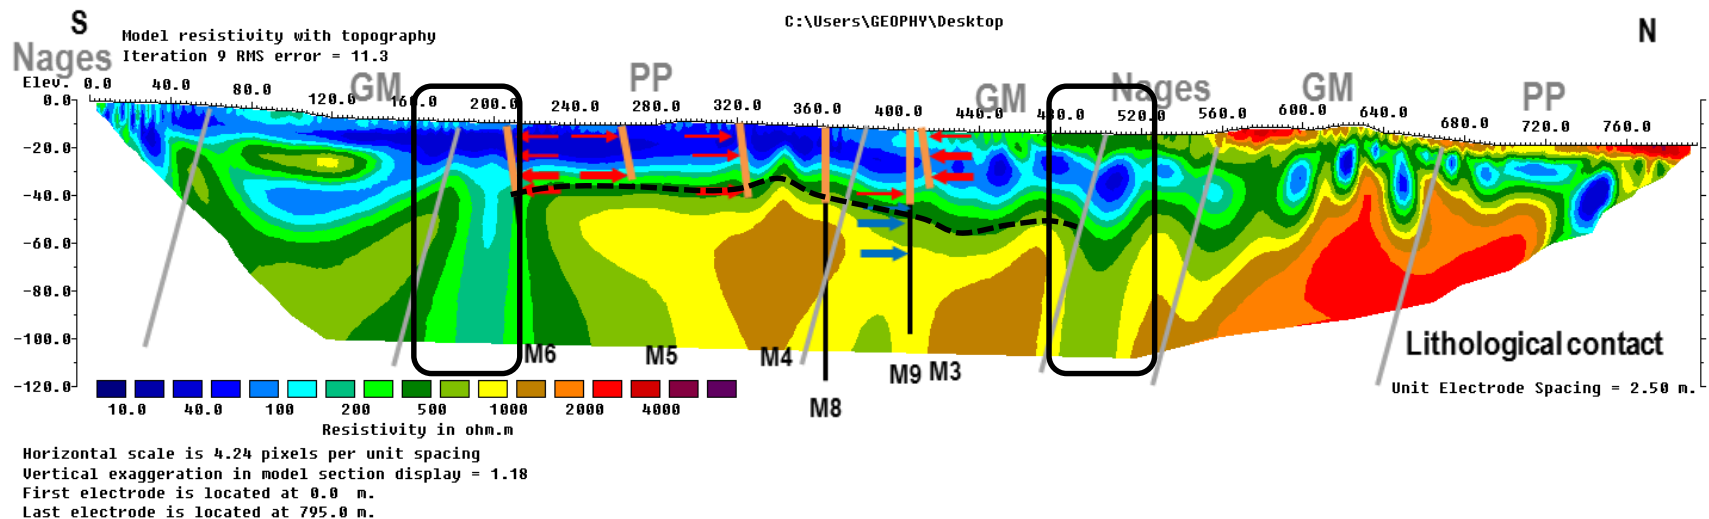 S
C:\Users\GEOPHY\Desktop
N
Model resistivity with topography
Iteration 9 RMS error = 11.3
Nages GM PP GM Nages GM PP
Elev. 0.0 40.0 80.0 120.0 160.0 200.0 240.0 280.0 320.0 360.0 400.0 440.0 480.0 520.0 560.0 600.0 640.0 680.0 720.0 760.0
0.0
-20.0
-40.0
-60.0
-80.0
-100.0
-120.0
M6 M5 M4 M9 M3
M8
Lithological contact
Unit Electrode Spacing = 2.50 m.
10.0 40.0 100 200 500 1000 2000 4000
Resistivity in ohm.m
Horizontal scale is 4.24 pixels per unit spacing
Vertical exaggeration in model section display = 1.18
First electrode is located at 0.0 m.
Last electrode is located at 795.0 m.